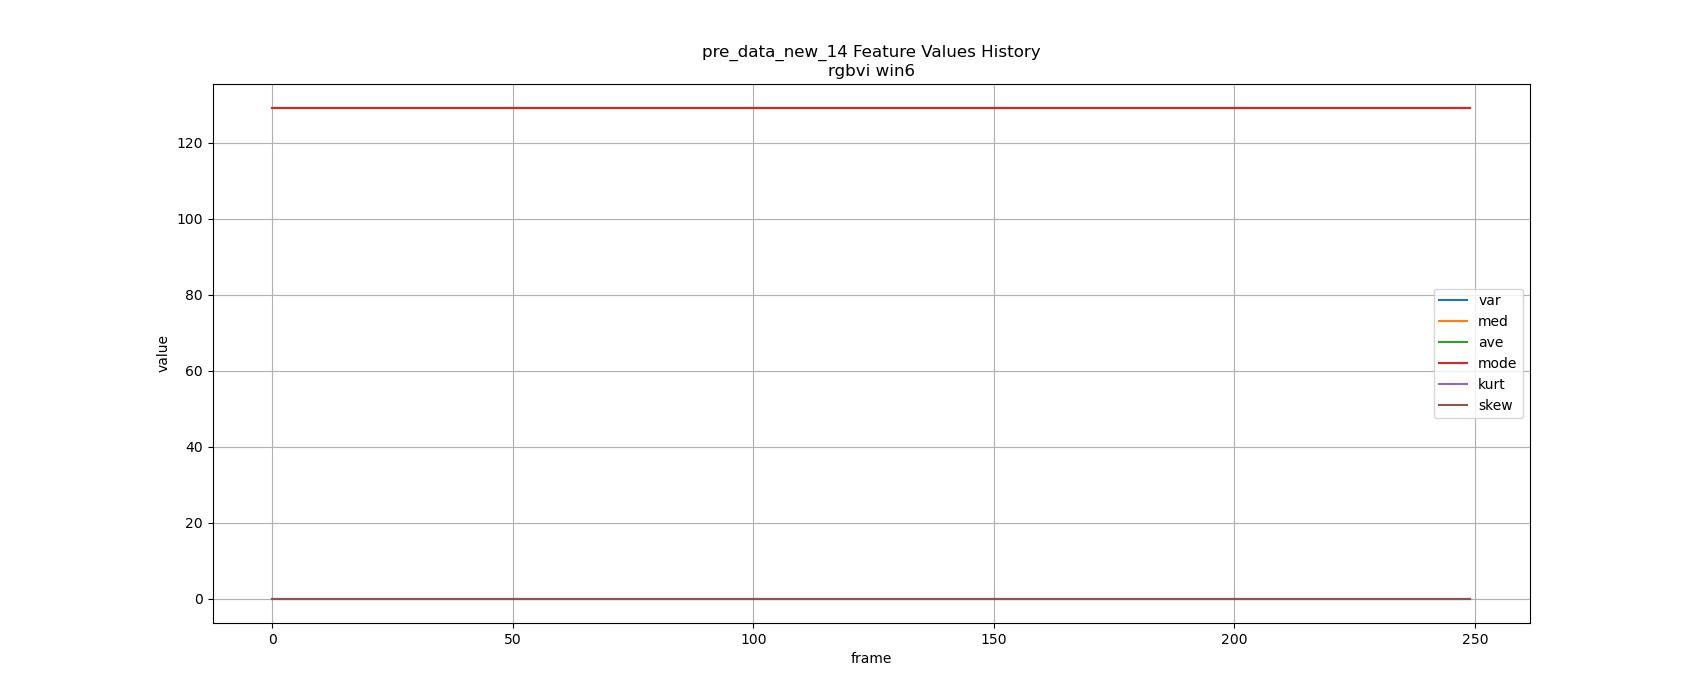 pre_data_new_14 Feature Values History
rgbvi win6
120
100
80
60
40
20
0
value
var
med
ave
mode
kurt
skew
0 50 100 150 200 250
frame